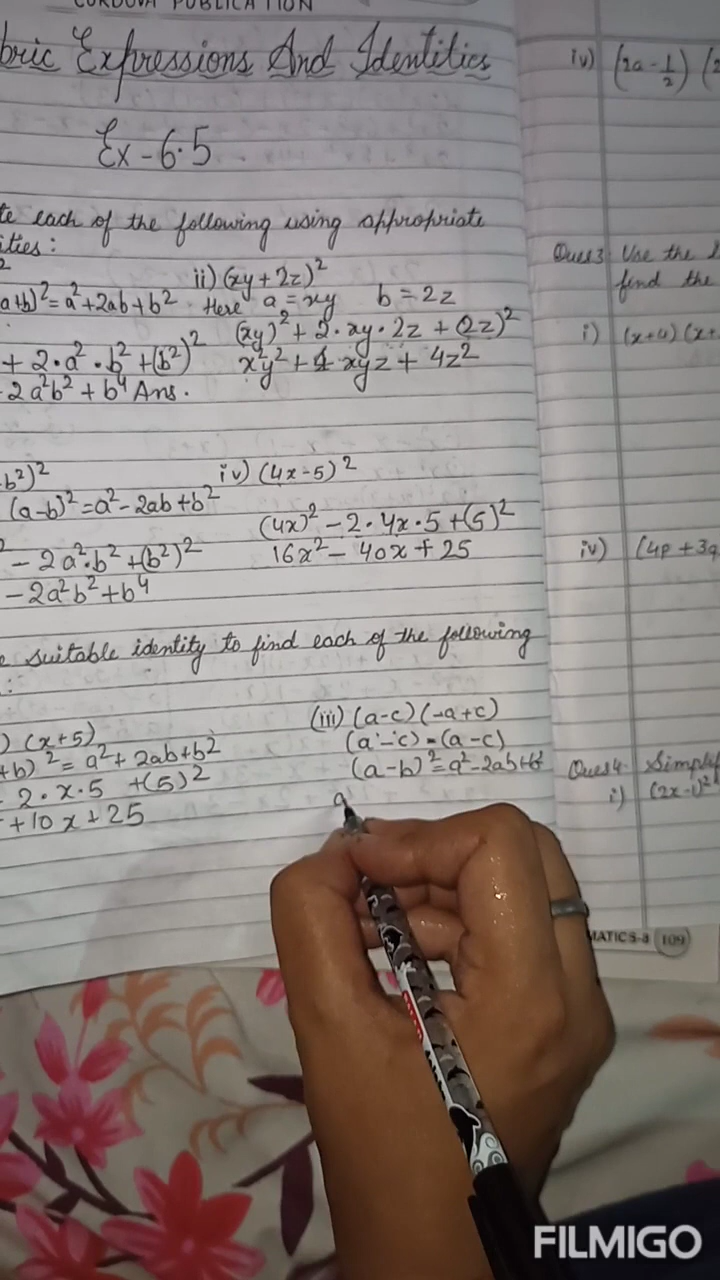 CORDOVA PUBLICATION
bric Expressions And Identities
Ex-6.5
te each of the following using appropriate
ities:
2
ii) (xy+2z)²
a+b)²=a²+2ab+b² Here a=xy b=2z
+2·a²·b²+(b²)² (xy)²+2·xy·2z+(2z)²
2a²b²+b⁴ Ans. x²y²+4xyz+4z²
b²)² iv) (4x-5)²
(a-b)²=a²-2ab+b²
(4x)²-2·4x·5+(5)²
-2a²·b²+(b²)² 16x²-40x+25
-2a²b²+b⁴
e suitable identity to find each of the following
:
) (x+5) (iii) (a-c)(-a+c)
+b)²=a²+2ab+b² (a-c)-(a-c)
2·x·5+(5)² (a-b)²=a²-2ab+b²
+10x+25 a
iv) (2a-1/2)(2
Ques3 Use the
find the
i) (x+4)(x+
iv) (4p+3q
Ques4 Simplify
i) (2x-1)²
MATICS-8 109
FILMIGO